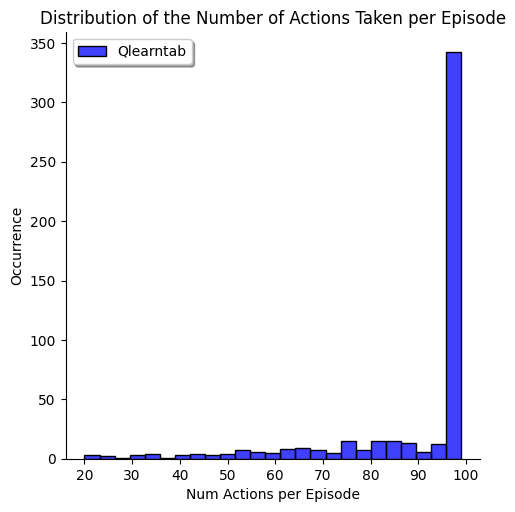 Distribution of the Number of Actions Taken per Episode
Qlearntab
350
300
250
200
150
100
50
0
Occurrence
20 30 40 50 60 70 80 90 100
Num Actions per Episode